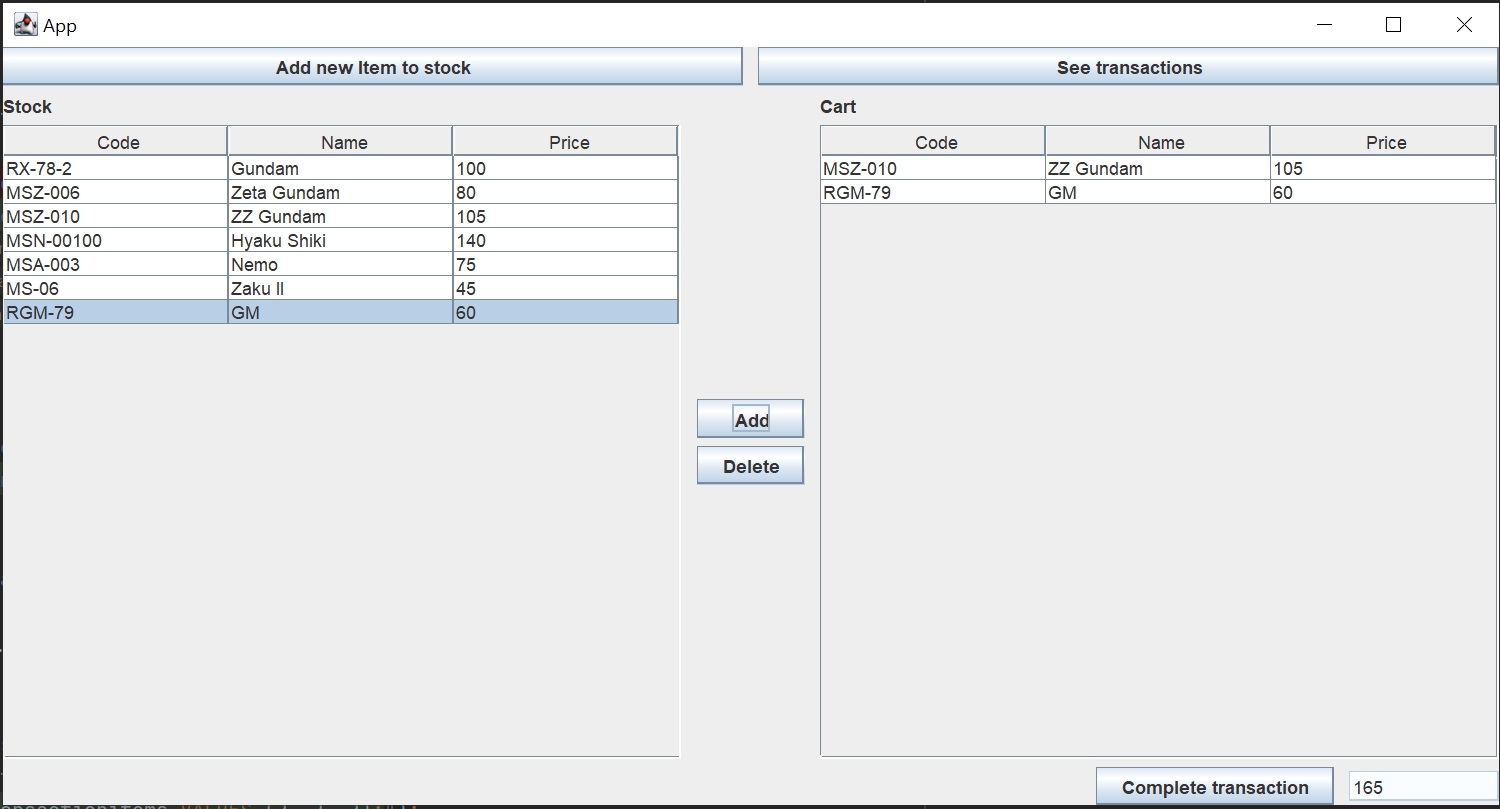 App
Add new Item to stock See transactions
Stock Cart
Code Name Price Code Name Price
RX-78-2 Gundam 100 MSZ-010 ZZ Gundam 105
MSZ-006 Zeta Gundam 80 RGM-79 GM 60
MSZ-010 ZZ Gundam 105
MSN-00100 Hyaku Shiki 140
MSA-003 Nemo 75
MS-06 Zaku II 45
RGM-79 GM 60
Add
Delete
Complete transaction 165